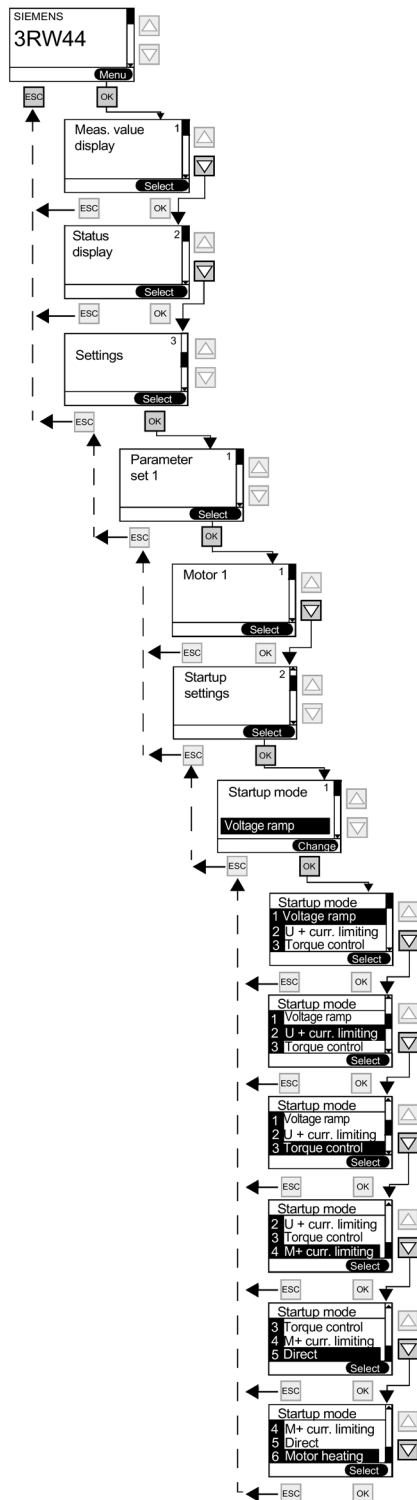 SIEMENS
3RW44
Menu
ESC
OK
Meas. value
display
1
Select
ESC
OK
Status
display
2
Select
ESC
OK
Settings
3
Select
ESC
OK
Parameter
set 1
1
Select
ESC
OK
Motor 1
1
Select
ESC
OK
Startup
settings
2
Select
ESC
OK
Startup mode
1
Voltage ramp
Change
ESC
OK
Startup mode
1 Voltage ramp
2 U + curr. limiting
3 Torque control
Select
ESC
OK
Startup mode
1 Voltage ramp
2 U + curr. limiting
3 Torque control
Select
ESC
OK
Startup mode
1 Voltage ramp
2 U + curr. limiting
3 Torque control
Select
ESC
OK
Startup mode
2 U + curr. limiting
3 Torque control
4 M+ curr. limiting
Select
ESC
OK
Startup mode
3 Torque control
4 M+ curr. limiting
5 Direct
Select
ESC
OK
Startup mode
4 M+ curr. limiting
5 Direct
6 Motor heating
Select
ESC
OK